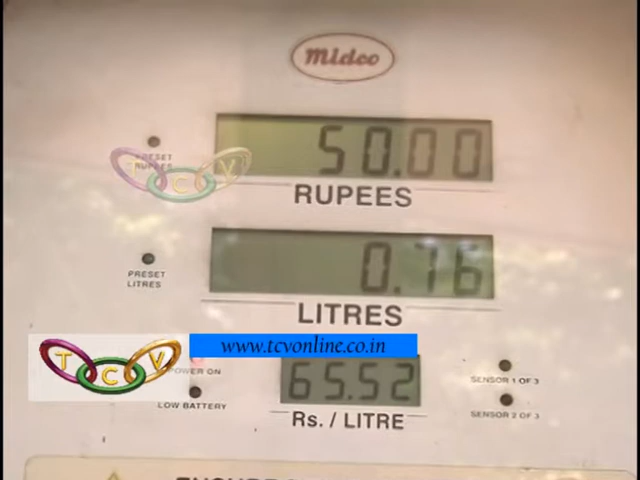 Midco
50.00
PRESET
RUPEES
T C V
RUPEES
0.76
PRESET
LITRES
LITRES
T C V
www.tcvonline.co.in
POWER ON
65.52
SENSOR 1 OF 3
LOW BATTERY
SENSOR 2 OF 3
Rs. / LITRE